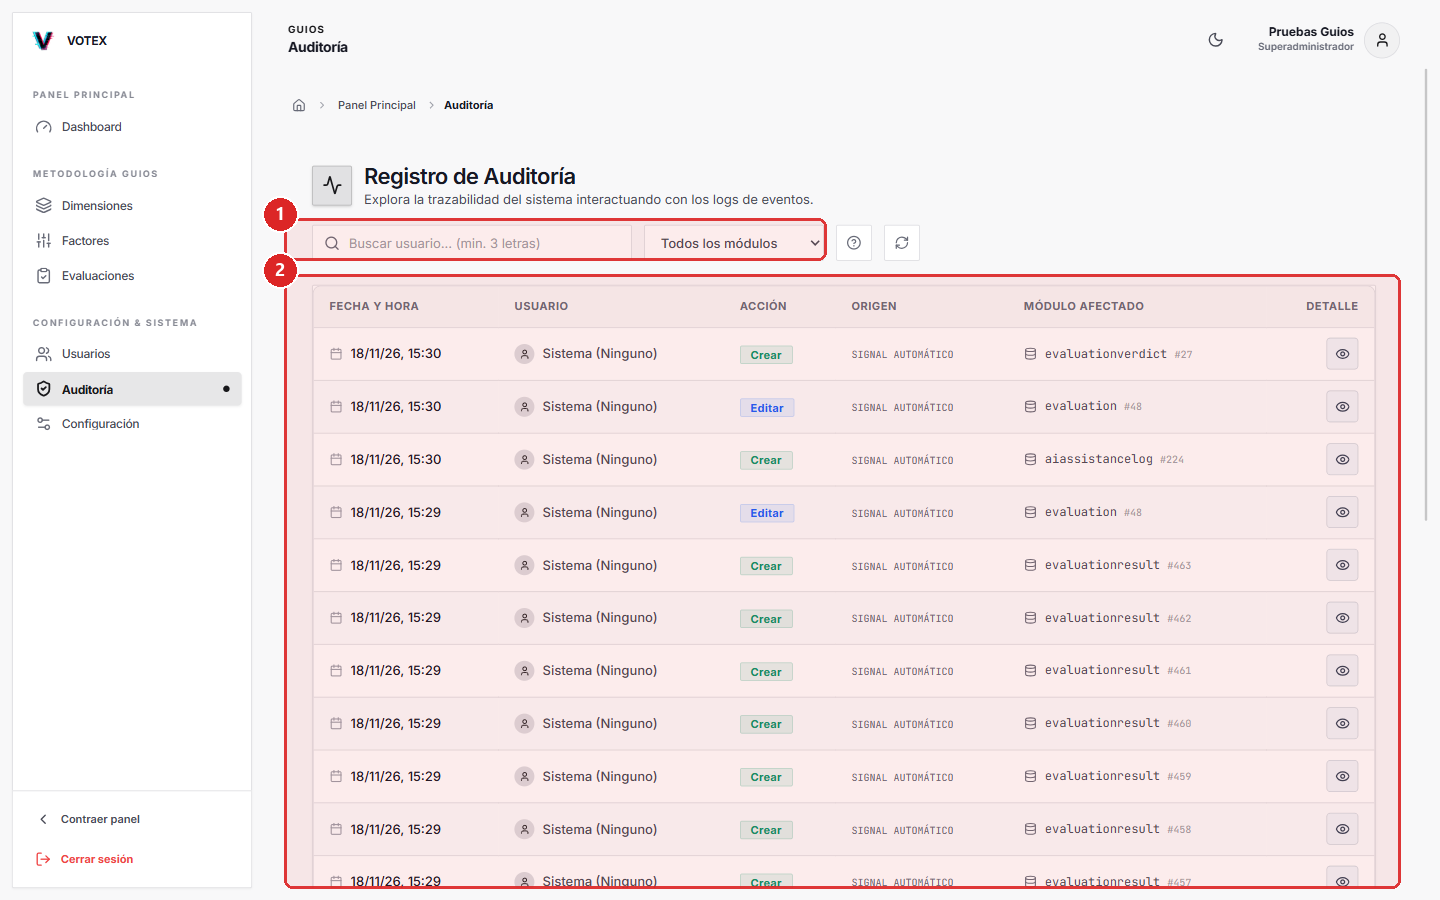 VOTEX
PANEL PRINCIPAL
Dashboard
METODOLOGÍA GUIOS
Dimensiones
Factores
Evaluaciones
CONFIGURACIÓN & SISTEMA
Usuarios
Auditoría
Configuración
Contraer panel
Cerrar sesión
GUIOS
Auditoría
Pruebas Guios
Superadministrador
Panel Principal Auditoría
Registro de Auditoría
Explora la trazabilidad del sistema interactuando con los logs de eventos.
1
Buscar usuario... (min. 3 letras) Todos los módulos
2
FECHA Y HORA USUARIO ACCIÓN ORIGEN MÓDULO AFECTADO DETALLE
18/11/26, 15:30 Sistema (Ninguno) Crear SIGNAL AUTOMÁTICO evaluationverdict #27
18/11/26, 15:30 Sistema (Ninguno) Editar SIGNAL AUTOMÁTICO evaluation #48
18/11/26, 15:30 Sistema (Ninguno) Crear SIGNAL AUTOMÁTICO aiassistancelog #224
18/11/26, 15:29 Sistema (Ninguno) Editar SIGNAL AUTOMÁTICO evaluation #48
18/11/26, 15:29 Sistema (Ninguno) Crear SIGNAL AUTOMÁTICO evaluationresult #463
18/11/26, 15:29 Sistema (Ninguno) Crear SIGNAL AUTOMÁTICO evaluationresult #462
18/11/26, 15:29 Sistema (Ninguno) Crear SIGNAL AUTOMÁTICO evaluationresult #461
18/11/26, 15:29 Sistema (Ninguno) Crear SIGNAL AUTOMÁTICO evaluationresult #460
18/11/26, 15:29 Sistema (Ninguno) Crear SIGNAL AUTOMÁTICO evaluationresult #459
18/11/26, 15:29 Sistema (Ninguno) Crear SIGNAL AUTOMÁTICO evaluationresult #458
18/11/26, 15:29 Sistema (Ninguno) Crear SIGNAL AUTOMÁTICO evaluationresult #457